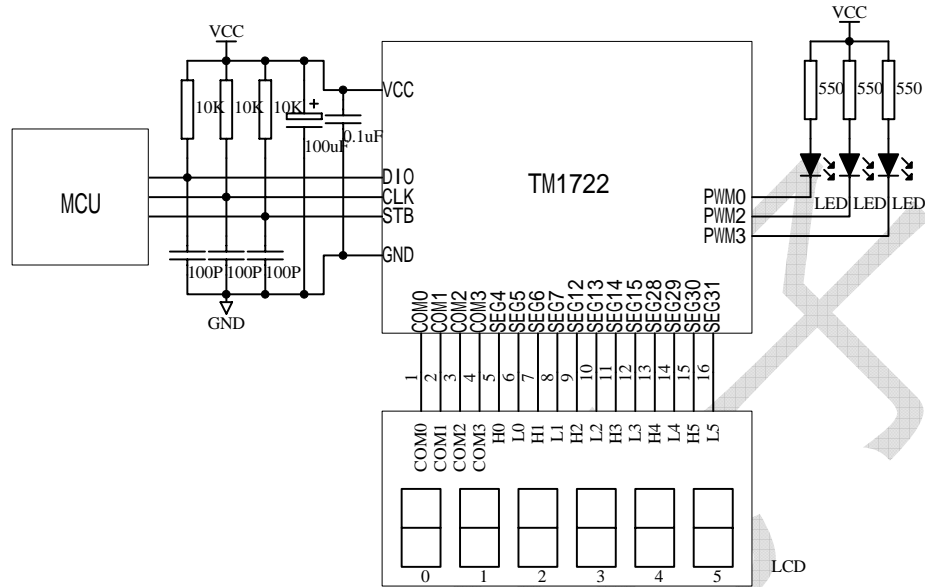 VCC
10K 10K 10K
+
100uF
0.1uF
MCU
100P 100P 100P
GND
TM1722
VCC
DIO
CLK
STB
GND
PWM0
PWM2
PWM3
VCC
550 550 550
LED LED LED
COM0 COM1 COM2 COM3 SEG4 SEG5 SEG6 SEG7 SEG12 SEG13 SEG14 SEG15 SEG28 SEG29 SEG30 SEG31
1 2 3 4 5 6 7 8 9 10 11 12 13 14 15 16
COM0 COM1 COM2 COM3 H0 L0 H1 L1 H2 L2 H3 L3 H4 L4 H5 L5
0 1 2 3 4 5
LCD